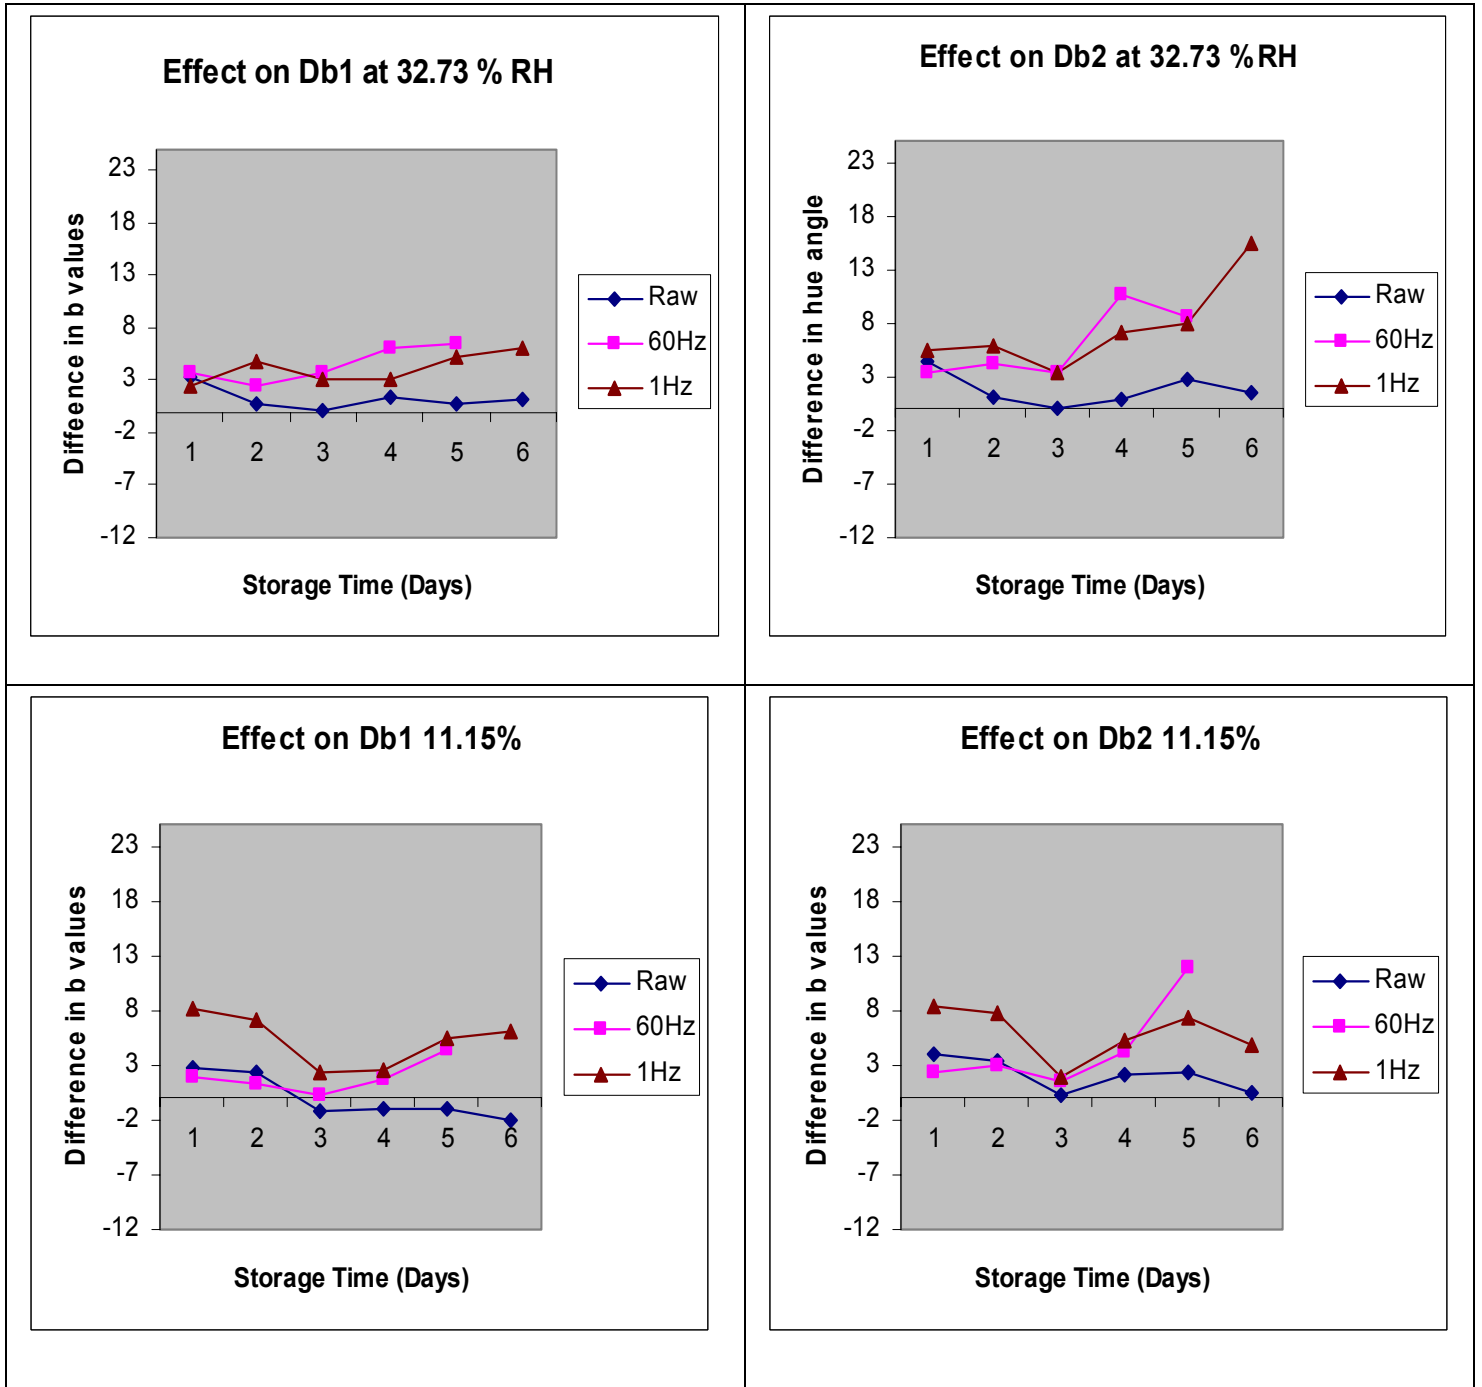 Effect on Db1 at 32.73 % RH
Diffeence in b values
23
18
13
8
3
-2
-7
-12
1 2 3 4 5 6
Storage Time (Days)
Raw
60Hz
1Hz
Effect on Db2 at 32.73 %RH
Difference in hue angle
23
18
13
8
3
-2
-7
-12
1 2 3 4 5 6
Storage Time (Days)
Raw
60Hz
1Hz
Effect on Db1 11.15%
Difference in b values
23
18
13
8
3
-2
-7
-12
1 2 3 4 5 6
Storage Time (Days)
Raw
60Hz
1Hz
Effect on Db2 11.15%
Difference in b values
23
18
13
8
3
-2
-7
-12
1 2 3 4 5 6
Storage Time (Days)
Raw
60Hz
1Hz